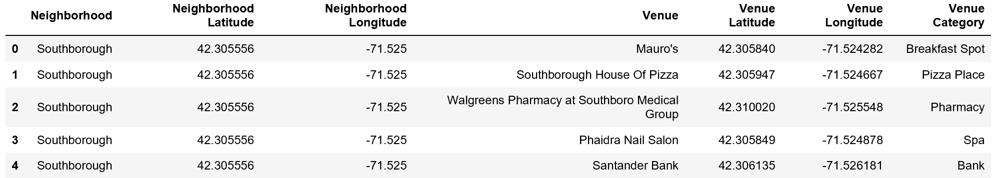 Neighborhood Neighborhood Latitude Neighborhood Longitude Venue Venue Latitude Venue Longitude Venue Category
0 Southborough 42.305556 -71.525 Mauro's 42.305840 -71.524282 Breakfast Spot
1 Southborough 42.305556 -71.525 Southborough House Of Pizza 42.305947 -71.524667 Pizza Place
2 Southborough 42.305556 -71.525 Walgreens Pharmacy at Southboro Medical Group 42.310020 -71.525548 Pharmacy
3 Southborough 42.305556 -71.525 Phaidra Nail Salon 42.305849 -71.524878 Spa
4 Southborough 42.305556 -71.525 Santander Bank 42.306135 -71.526181 Bank